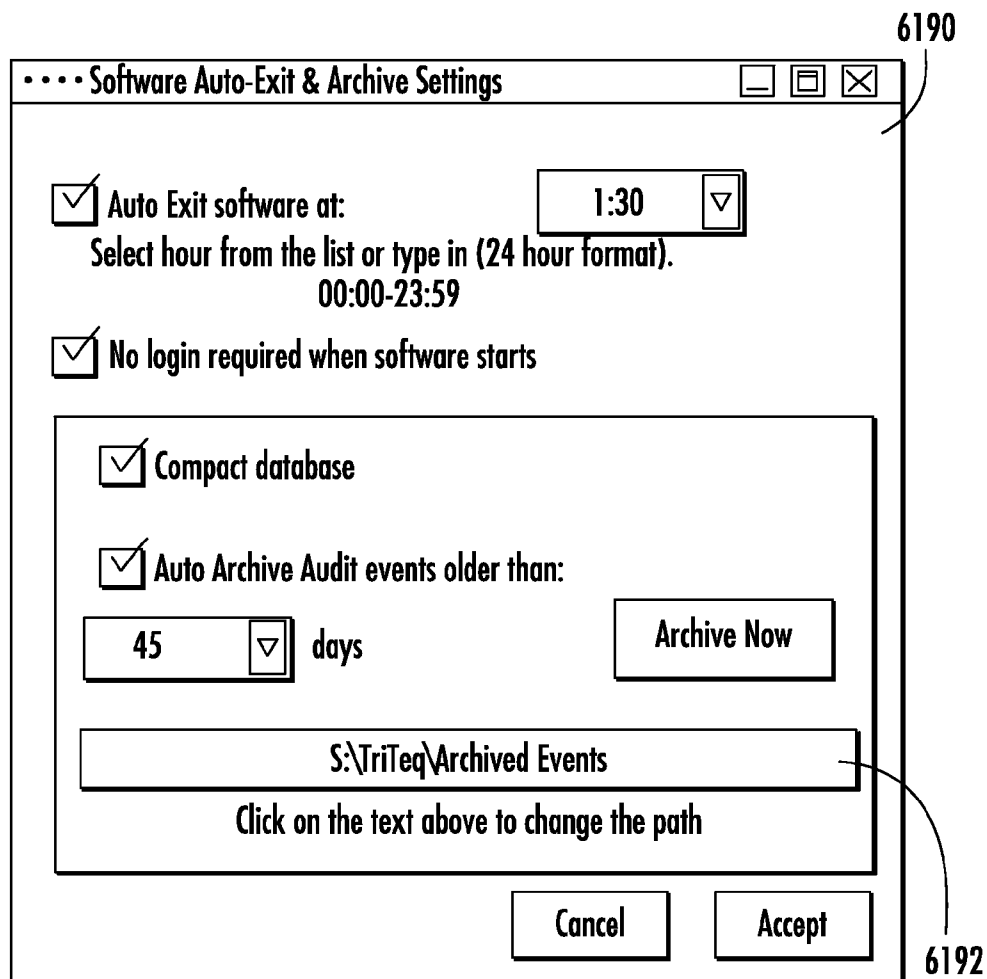 6190
····Software Auto-Exit & Archive Settings
Auto Exit software at:
1:30
Select hour from the list or type in (24 hour format).
00:00-23:59
No login required when software starts
Compact database
Auto Archive Audit events older than:
45
days
Archive Now
S:\TriTeq\Archived Events
Click on the text above to change the path
Cancel
Accept
6192